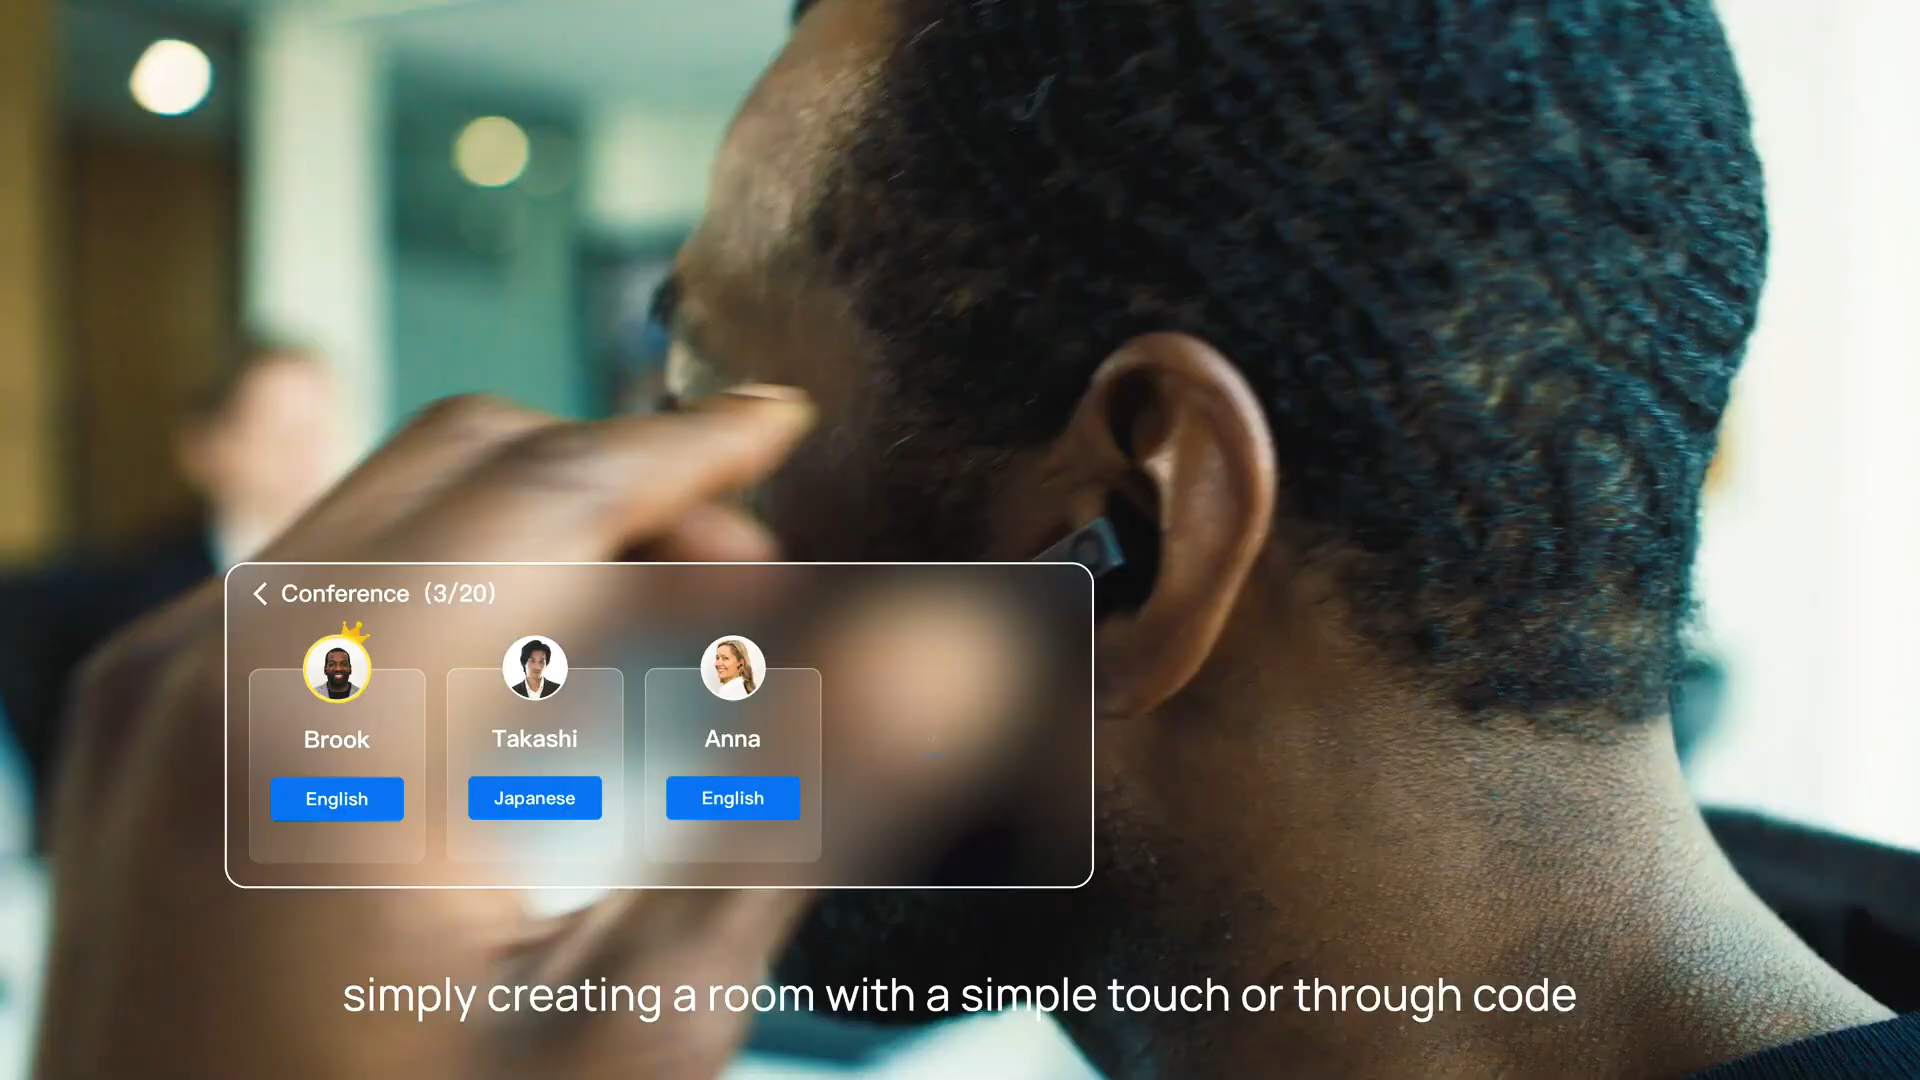 Conference (3/20)
Brook
Takashi
Anna
English
Japanese
English
simply creating a room with a simple touch or through code